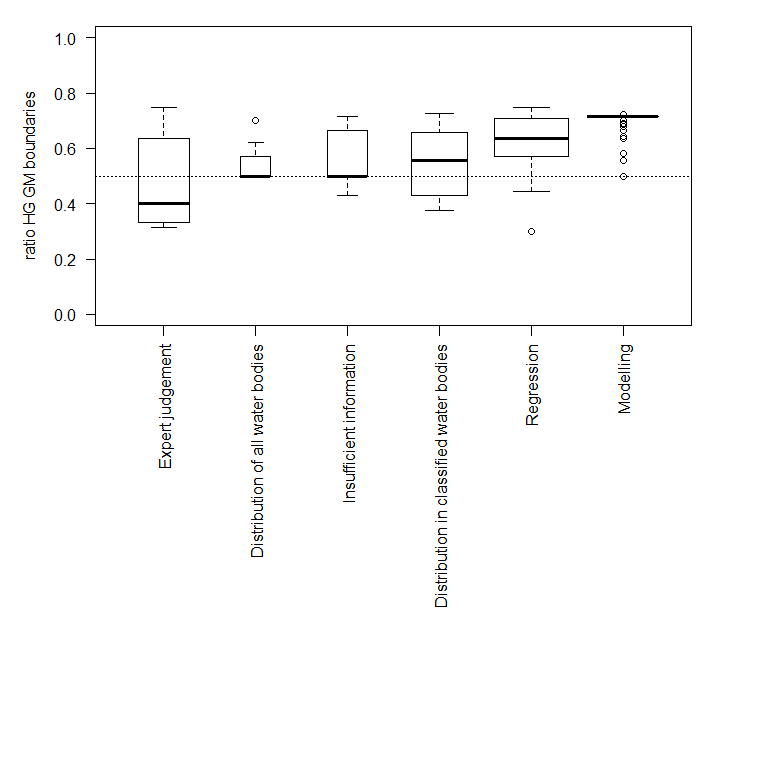 ratio HG GM boundaries
1.0
0.8
0.6
0.4
0.2
0.0
Expert judgement
Distribution of all water bodies
Insufficient information
Distribution in classified water bodies
Regression
Modelling